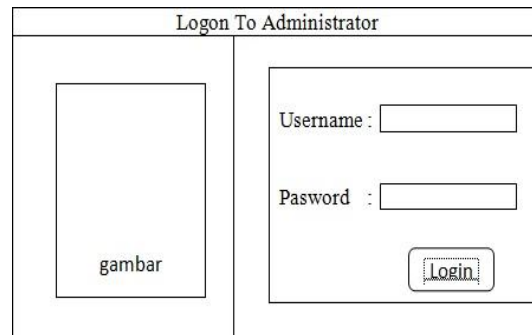 Logon To Administrator
gambar
Username :
Pasword :
Login